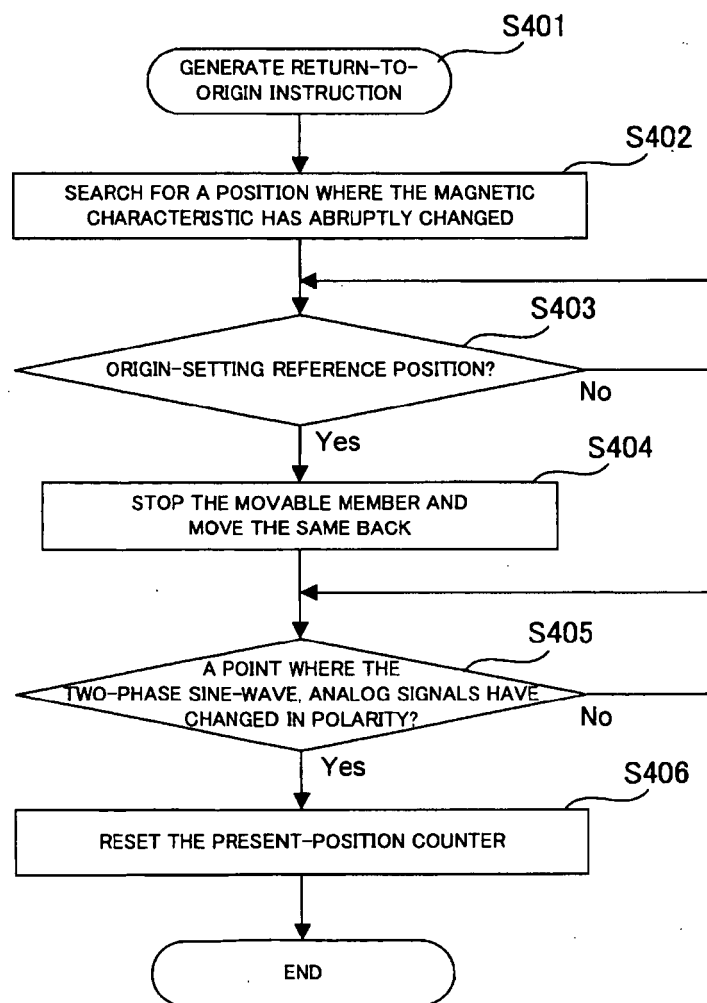 S401
GENERATE RETURN-TO-
ORIGIN INSTRUCTION
S402
SEARCH FOR A POSITION WHERE THE MAGNETIC
CHARACTERISTIC HAS ABRUPTLY CHANGED
S403
ORIGIN-SETTING REFERENCE POSITION?
No
Yes
S404
STOP THE MOVABLE MEMBER AND
MOVE THE SAME BACK
S405
A POINT WHERE THE
TWO-PHASE SINE-WAVE, ANALOG SIGNALS HAVE
CHANGED IN POLARITY?
No
Yes
S406
RESET THE PRESENT-POSITION COUNTER
END